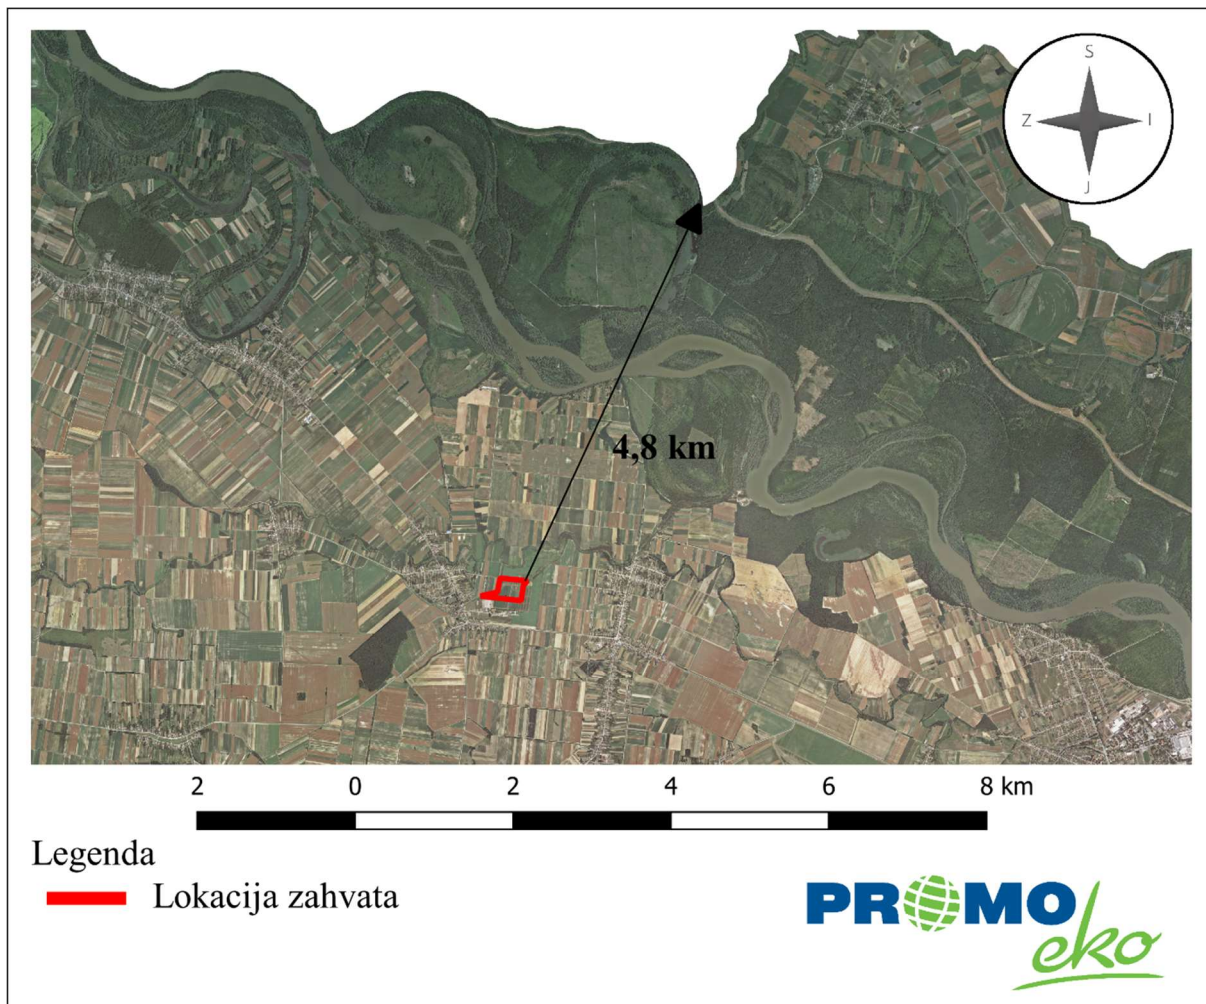 S
Z I
J
4,8 km
2 0 2 4 6 8 km
Legenda
Lokacija zahvata
PROMO
eko